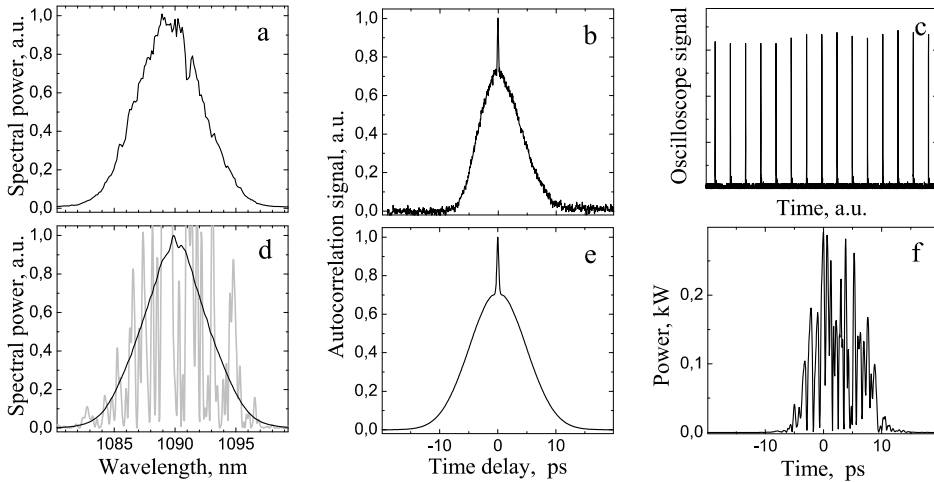 a
Spectral power, a.u.
1,0
0,8
0,6
0,4
0,2
0,0
b
1,0
0,8
0,6
0,4
0,2
0,0
Autocorrelation signal, a.u.
c
Oscilloscope signal
Time, a.u.
d
Spectral power, a.u.
1,0
0,8
0,6
0,4
0,2
0,0
1085 1090 1095
Wavelength, nm
e
1,0
0,8
0,6
0,4
0,2
0,0
-10 0 10
Time delay, ps
f
Power, kW
0,2
0,1
0,0
-10 0 10
Time, ps